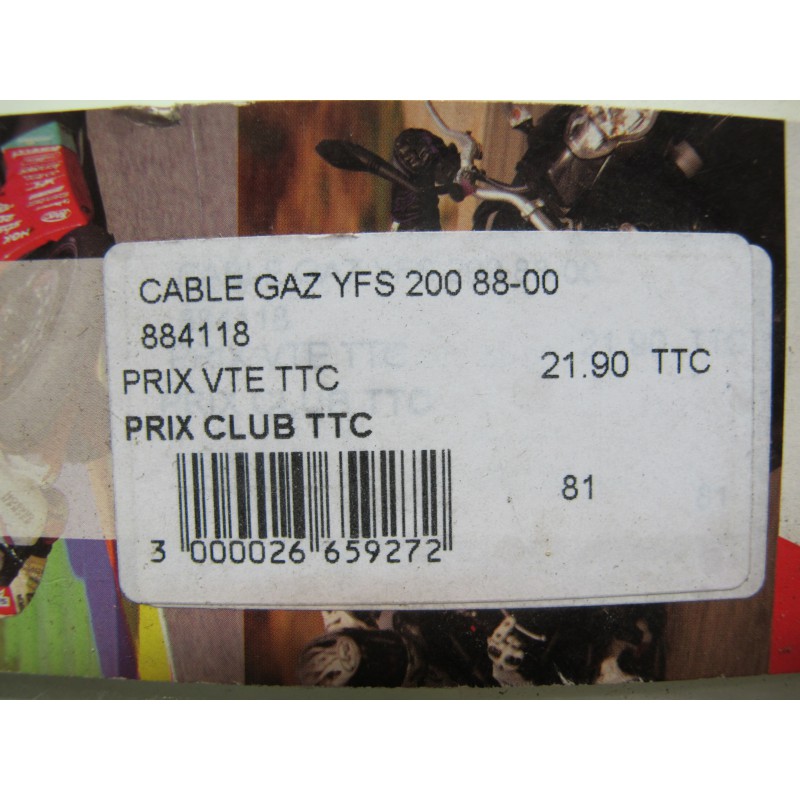 CABLE GAZ YFS 200 88-00
884118
PRIX VTE TTC 21.90 TTC
PRIX CLUB TTC
81
3 000026 659272